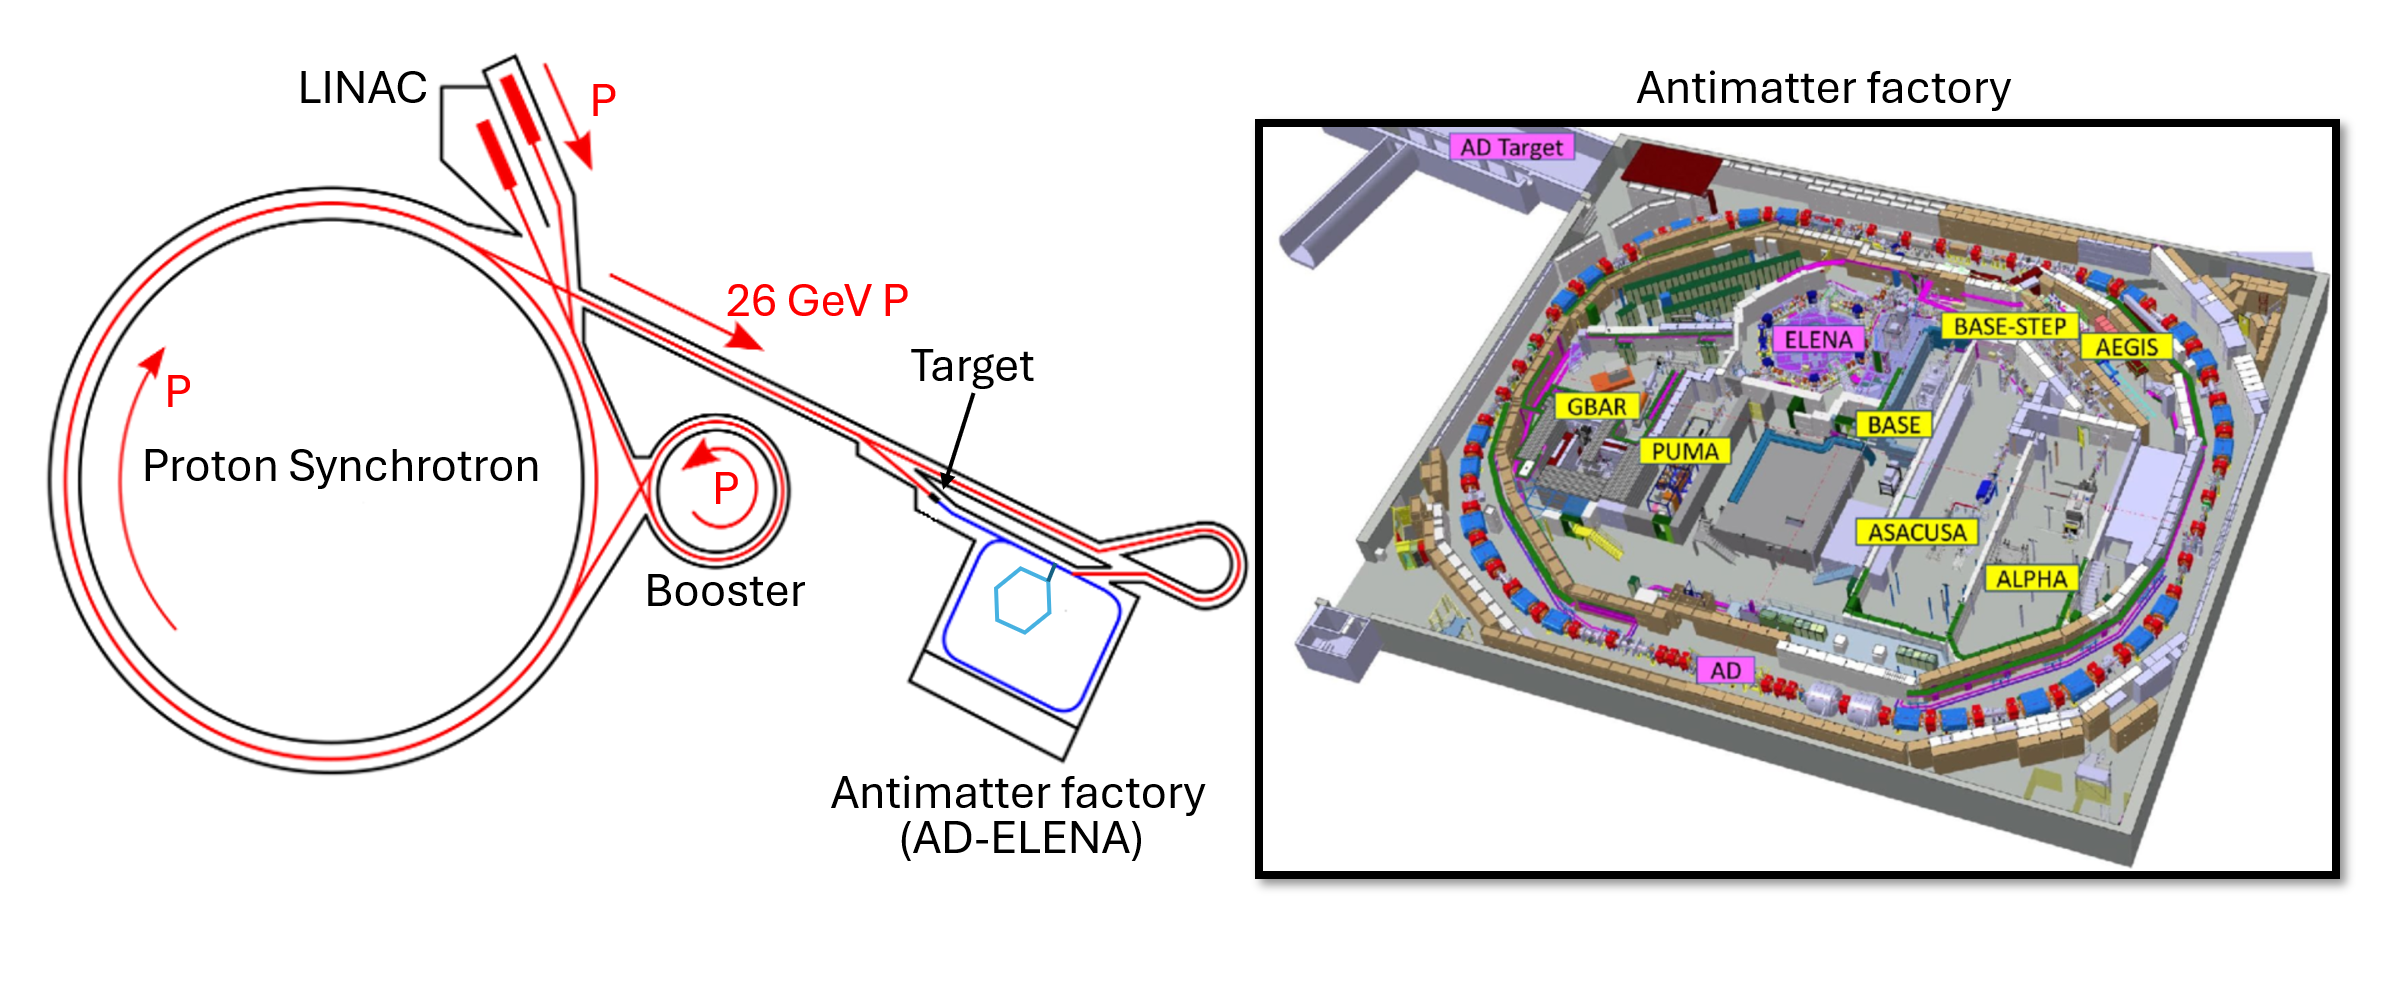 LINAC
P
26 GeV P
Target
P
Proton Synchrotron
P
Booster
Antimatter factory
(AD-ELENA)
Antimatter factory
AD Target
ELENA
BASE-STEP
AEGIS
GBAR
BASE
PUMA
ASACUSA
ALPHA
AD